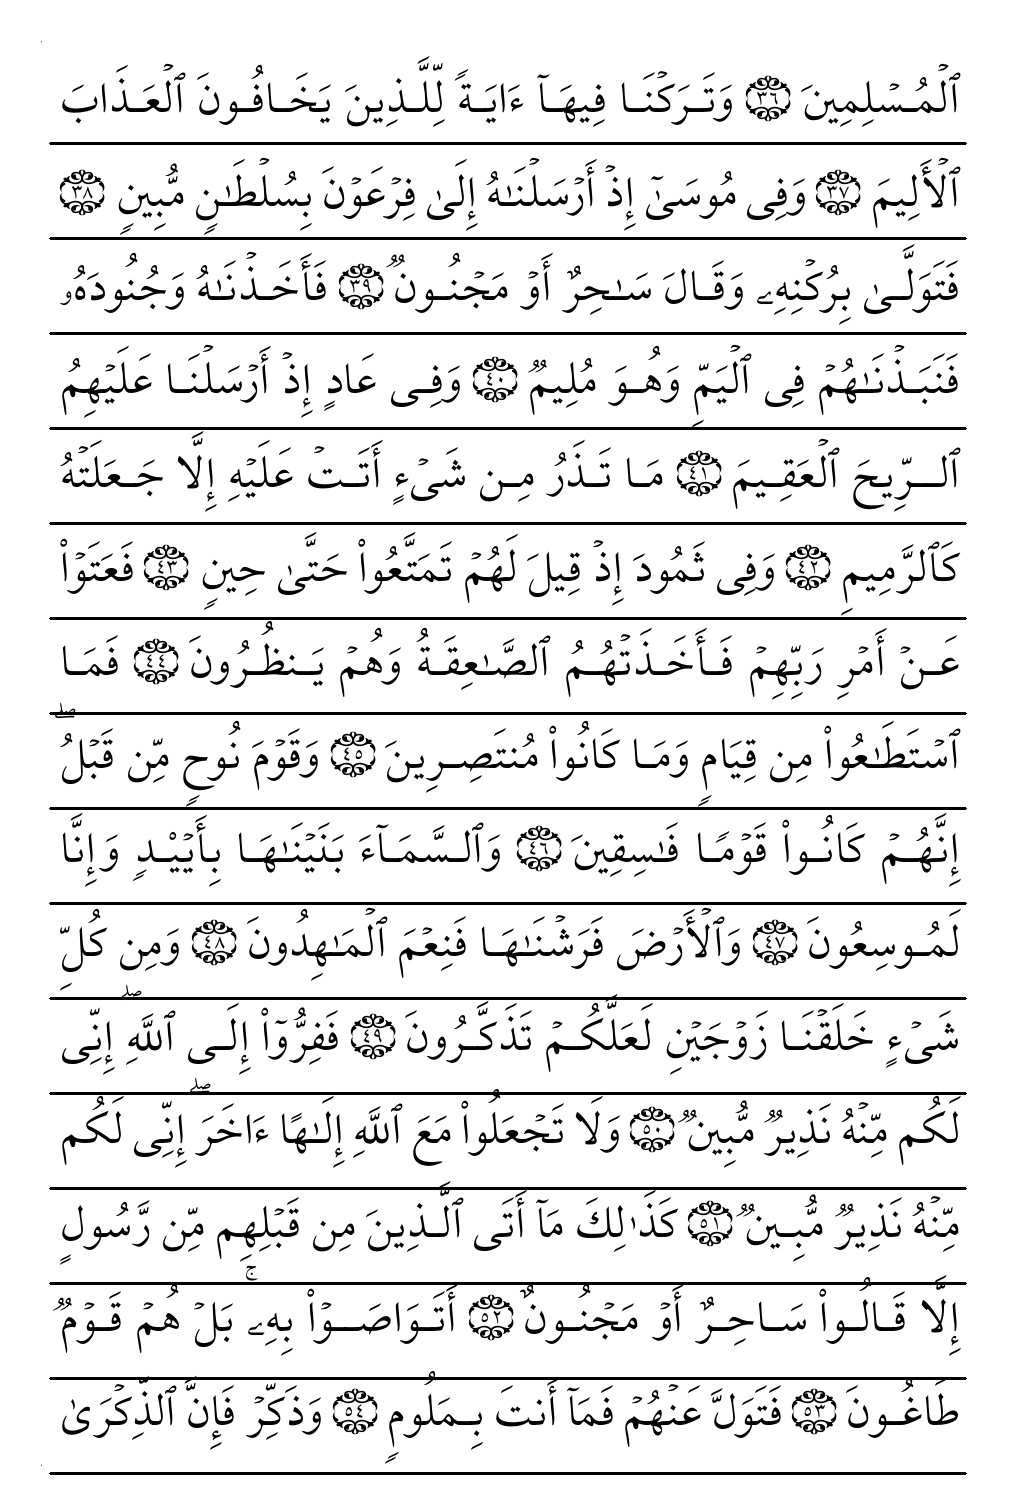 ٱلۡمُسۡلِمِينَ ٣٦ وَتَرَكۡنَا فِيهَآ ءَايَةٗ لِّلَّذِينَ يَخَافُونَ ٱلۡعَذَابَ
ٱلۡأَلِيمَ ٣٧ وَفِي مُوسَىٰٓ إِذۡ أَرۡسَلۡنَٰهُ إِلَىٰ فِرۡعَوۡنَ بِسُلۡطَٰنٖ مُّبِينٖ ٣٨
فَتَوَلَّىٰ بِرُكۡنِهِۦ وَقَالَ سَٰحِرٌ أَوۡ مَجۡنُونٞ ٣٩ فَأَخَذۡنَٰهُ وَجُنُودَهُۥ
فَنَبَذۡنَٰهُمۡ فِي ٱلۡيَمِّ وَهُوَ مُلِيمٞ ٤٠ وَفِي عَادٍ إِذۡ أَرۡسَلۡنَا عَلَيۡهِمُ
ٱلرِّيحَ ٱلۡعَقِيمَ ٤١ مَا تَذَرُ مِن شَيۡءٍ أَتَتۡ عَلَيۡهِ إِلَّا جَعَلَتۡهُ
كَٱلرَّمِيمِ ٤٢ وَفِي ثَمُودَ إِذۡ قِيلَ لَهُمۡ تَمَتَّعُواْ حَتَّىٰ حِينٖ ٤٣ فَعَتَوۡاْ
عَنۡ أَمۡرِ رَبِّهِمۡ فَأَخَذَتۡهُمُ ٱلصَّٰعِقَةُ وَهُمۡ يَنظُرُونَ ٤٤ فَمَا
ٱسۡتَطَٰعُواْ مِن قِيَامٖ وَمَا كَانُواْ مُنتَصِرِينَ ٤٥ وَقَوۡمَ نُوحٖ مِّن قَبۡلُۖ
إِنَّهُمۡ كَانُواْ قَوۡمٗا فَٰسِقِينَ ٤٦ وَٱلسَّمَآءَ بَنَيۡنَٰهَا بِأَيۡيْدٖ وَإِنَّا
لَمُوسِعُونَ ٤٧ وَٱلۡأَرۡضَ فَرَشۡنَٰهَا فَنِعۡمَ ٱلۡمَٰهِدُونَ ٤٨ وَمِن كُلِّ
شَيۡءٍ خَلَقۡنَا زَوۡجَيۡنِ لَعَلَّكُمۡ تَذَكَّرُونَ ٤٩ فَفِرُّوٓاْ إِلَى ٱللَّهِۖ إِنِّي
لَكُم مِّنۡهُ نَذِيرٞ مُّبِينٞ ٥٠ وَلَا تَجۡعَلُواْ مَعَ ٱللَّهِ إِلَٰهًا ءَاخَرَۖ إِنِّي لَكُم
مِّنۡهُ نَذِيرٞ مُّبِينٞ ٥١ كَذَٰلِكَ مَآ أَتَى ٱلَّذِينَ مِن قَبۡلِهِم مِّن رَّسُولٍ
إِلَّا قَالُواْ سَاحِرٌ أَوۡ مَجۡنُونٌ ٥٢ أَتَوَاصَوۡاْ بِهِۦۚ بَلۡ هُمۡ قَوۡمٞ
طَاغُونَ ٥٣ فَتَوَلَّ عَنۡهُمۡ فَمَآ أَنتَ بِمَلُومٖ ٥٤ وَذَكِّرۡ فَإِنَّ ٱلذِّكۡرَىٰ